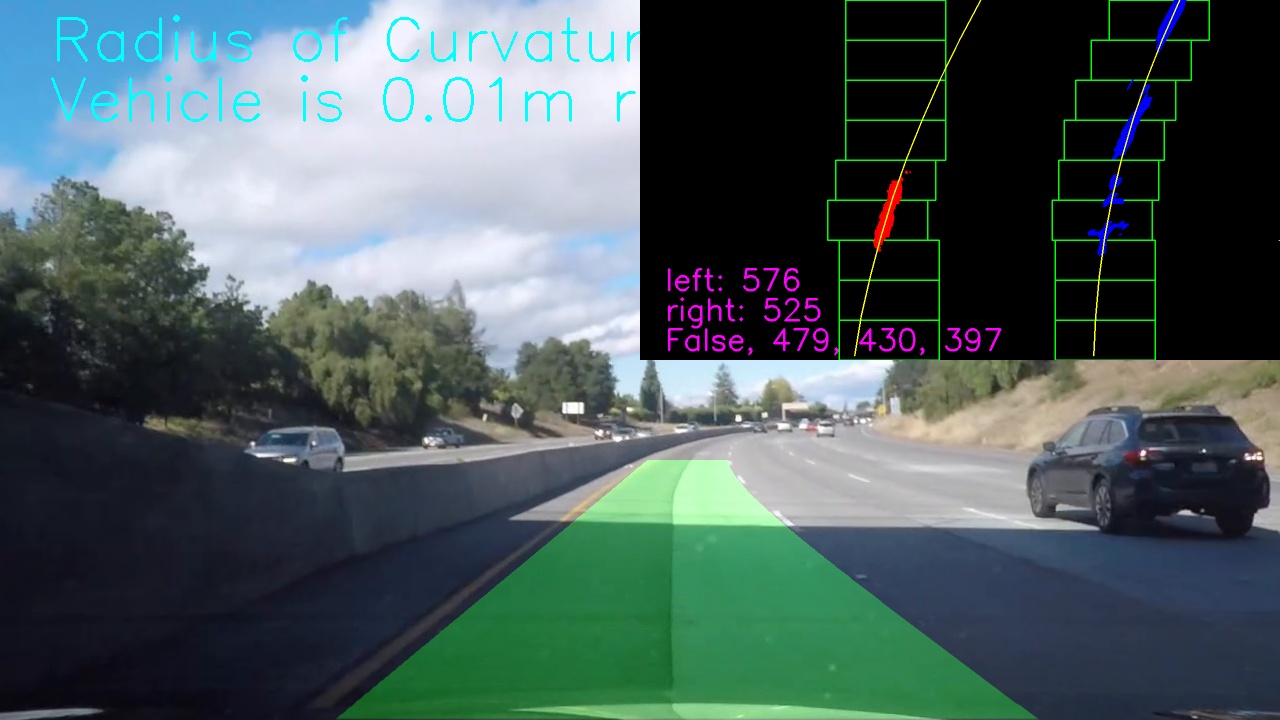 Radius of Curvatur
Vehicle is 0.01m r
left: 576
right: 525
False, 479, 430, 397